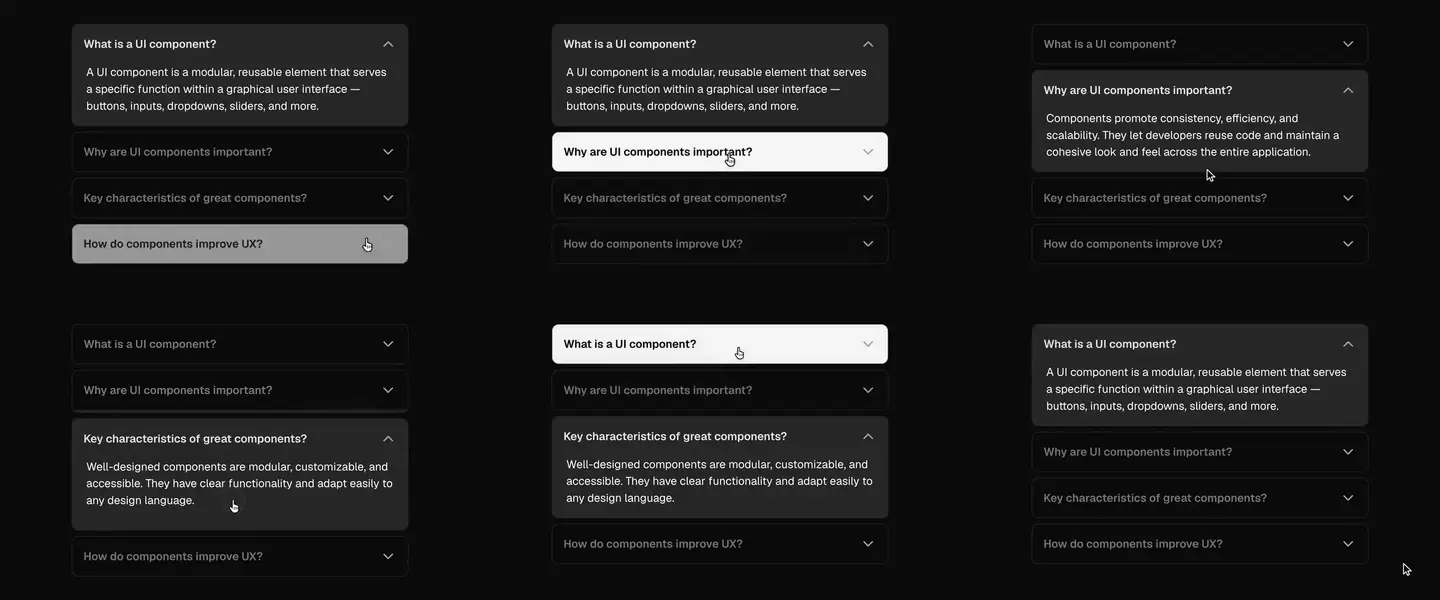 What is a UI component?
A UI component is a modular, reusable element that serves
a specific function within a graphical user interface —
buttons, inputs, dropdowns, sliders, and more.
Why are UI components important?
Key characteristics of great components?
How do components improve UX?
What is a UI component?
A UI component is a modular, reusable element that serves
a specific function within a graphical user interface —
buttons, inputs, dropdowns, sliders, and more.
Why are UI components important?
Key characteristics of great components?
How do components improve UX?
What is a UI component?
Why are UI components important?
Components promote consistency, efficiency, and
scalability. They let developers reuse code and maintain a
cohesive look and feel across the entire application.
Key characteristics of great components?
How do components improve UX?
What is a UI component?
Why are UI components important?
Key characteristics of great components?
Well-designed components are modular, customizable, and
accessible. They have clear functionality and adapt easily to
any design language.
How do components improve UX?
What is a UI component?
Why are UI components important?
Key characteristics of great components?
Well-designed components are modular, customizable, and
accessible. They have clear functionality and adapt easily to
any design language.
How do components improve UX?
What is a UI component?
A UI component is a modular, reusable element that serves
a specific function within a graphical user interface —
buttons, inputs, dropdowns, sliders, and more.
Why are UI components important?
Key characteristics of great components?
How do components improve UX?